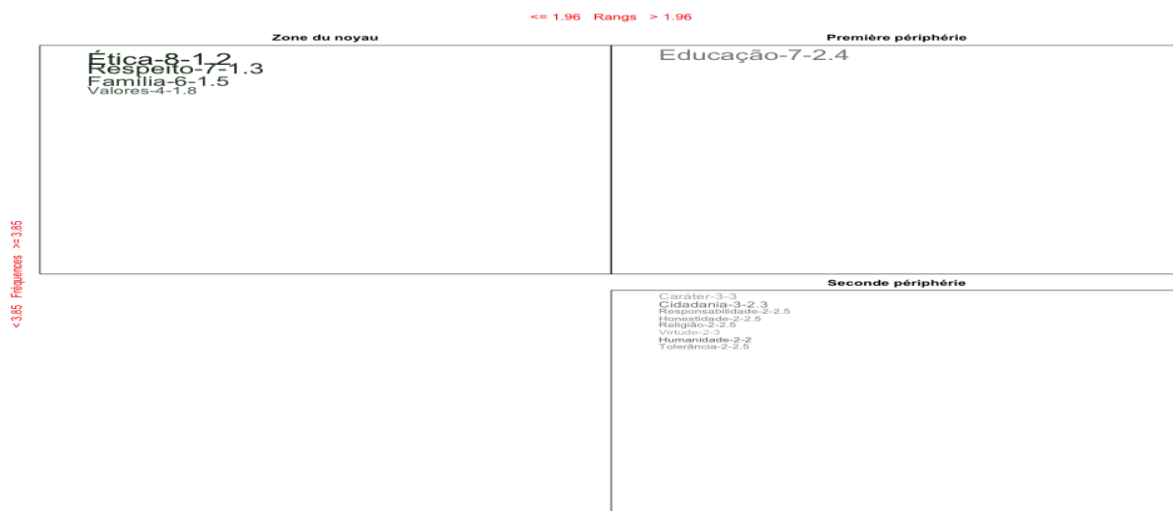 <= 1.96 Rangs > 1.96
Zone du noyau
Première périphérie
Ética-8-1.2
Respeito-7-1.3
Família-6-1.5
Valores-4-1.8
Educação-7-2.4
< 3.85 Fréquences >= 3.85
Seconde périphérie
Caráter-3-3
Cidadania-3-2.3
Responsabilidade-2-2.5
Honestidade-2-2.5
Religião-2-2.5
Virtude-2-3
Humanidade-2-2
Tolerância-2-2.5